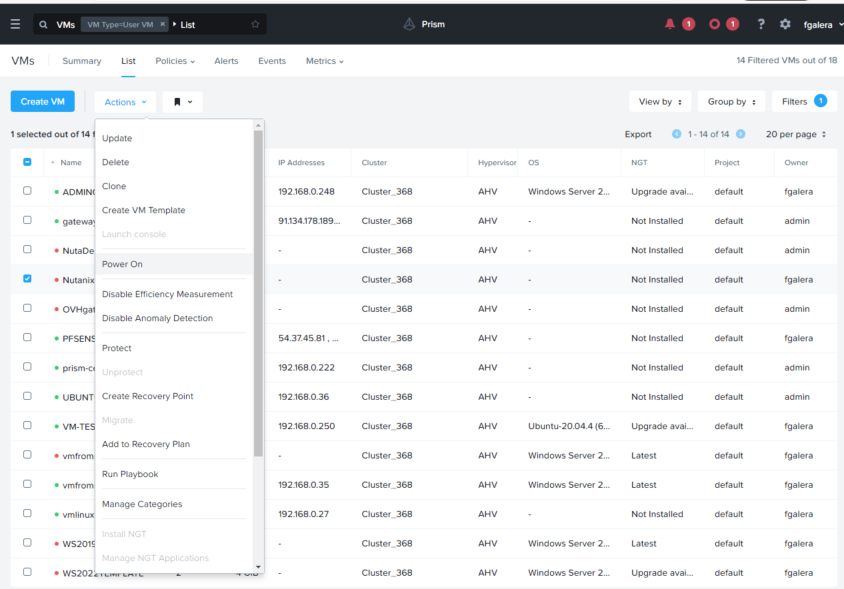 VMs VM Type=User VM × List Prism 1 1 ? fgalera
VMs Summary List Policies Alerts Events Metrics 14 Filtered VMs out of 18
Create VM Actions View by Group by Filters 1
1 selected out of 14 Export 1 - 14 of 14 20 per page
Name IP Addresses Cluster Hypervisor OS NGT Project Owner
ADMIN 192.168.0.248 Cluster_368 AHV Windows Server 2... Upgrade avai... default fgalera
gateway 91.134.178.189... Cluster_368 AHV - Not Installed default admin
NutaDe - Cluster_368 AHV - Not Installed default admin
Nutanix - Cluster_368 AHV - Not Installed default fgalera
OVHgat - Cluster_368 AHV - Not Installed default admin
PFSENS 54.37.45.81 , ... Cluster_368 AHV - Not Installed default fgalera
prism-ce 192.168.0.222 Cluster_368 AHV - Not Installed default admin
UBUNT 192.168.0.36 Cluster_368 AHV - Not Installed default admin
VM-TES 192.168.0.250 Cluster_368 AHV Ubuntu-20.04.4 (6... Upgrade avai... default fgalera
vmfrom - Cluster_368 AHV Windows Server 2... Latest default fgalera
vmfrom 192.168.0.35 Cluster_368 AHV Windows Server 2... Latest default fgalera
vmlinux 192.168.0.27 Cluster_368 AHV - Not Installed default fgalera
WS2019 - Cluster_368 AHV Windows Server 2... Latest default fgalera
WS2022TEMPLATE 2 4 GiB - Cluster_368 AHV Windows Server 2... Upgrade avai... default fgalera
Update
Delete
Clone
Create VM Template
Launch console
Power On
Disable Efficiency Measurement
Disable Anomaly Detection
Protect
Unprotect
Create Recovery Point
Migrate
Add to Recovery Plan
Run Playbook
Manage Categories
Install NGT
Manage NGT Applications